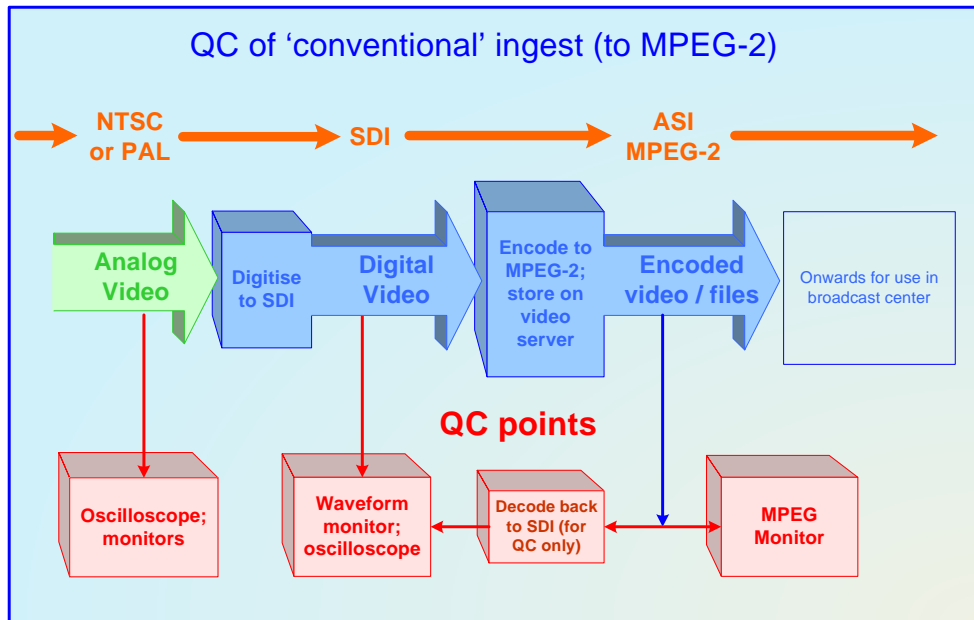 QC of ‘conventional’ ingest (to MPEG-2)
NTSC
or PAL
SDI
ASI
MPEG-2
Analog
Video
Digitise
to SDI
Digital
Video
Encode to
MPEG-2;
store on
video
server
Encoded
video / files
Onwards for use in
broadcast center
QC points
Oscilloscope;
monitors
Waveform
monitor;
oscilloscope
Decode back
to SDI (for
QC only)
MPEG
Monitor